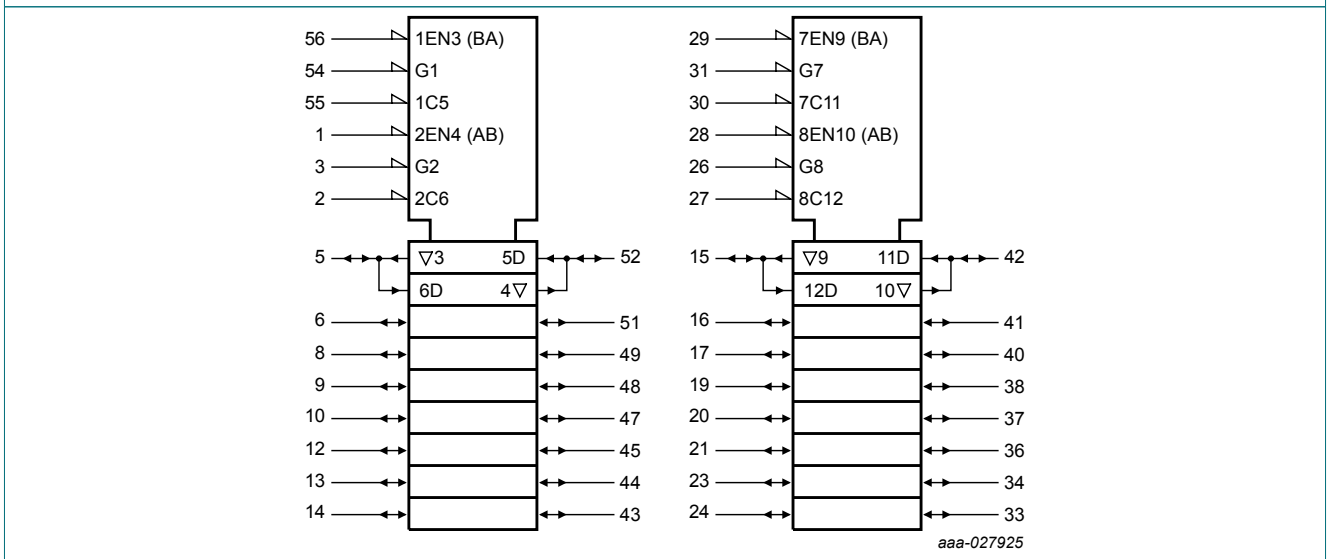 56 1EN3 (BA) 29 7EN9 (BA)
54 G1 31 G7
55 1C5 30 7C11
1 2EN4 (AB) 28 8EN10 (AB)
3 G2 26 G8
2 2C6 27 8C12
5 ▽3 5D 52 15 ▽9 11D 42
6D 4▽ 12D 10▽
6 51 16 41
8 49 17 40
9 48 19 38
10 47 20 37
12 45 21 36
13 44 23 34
14 43 24 33
aaa-027925